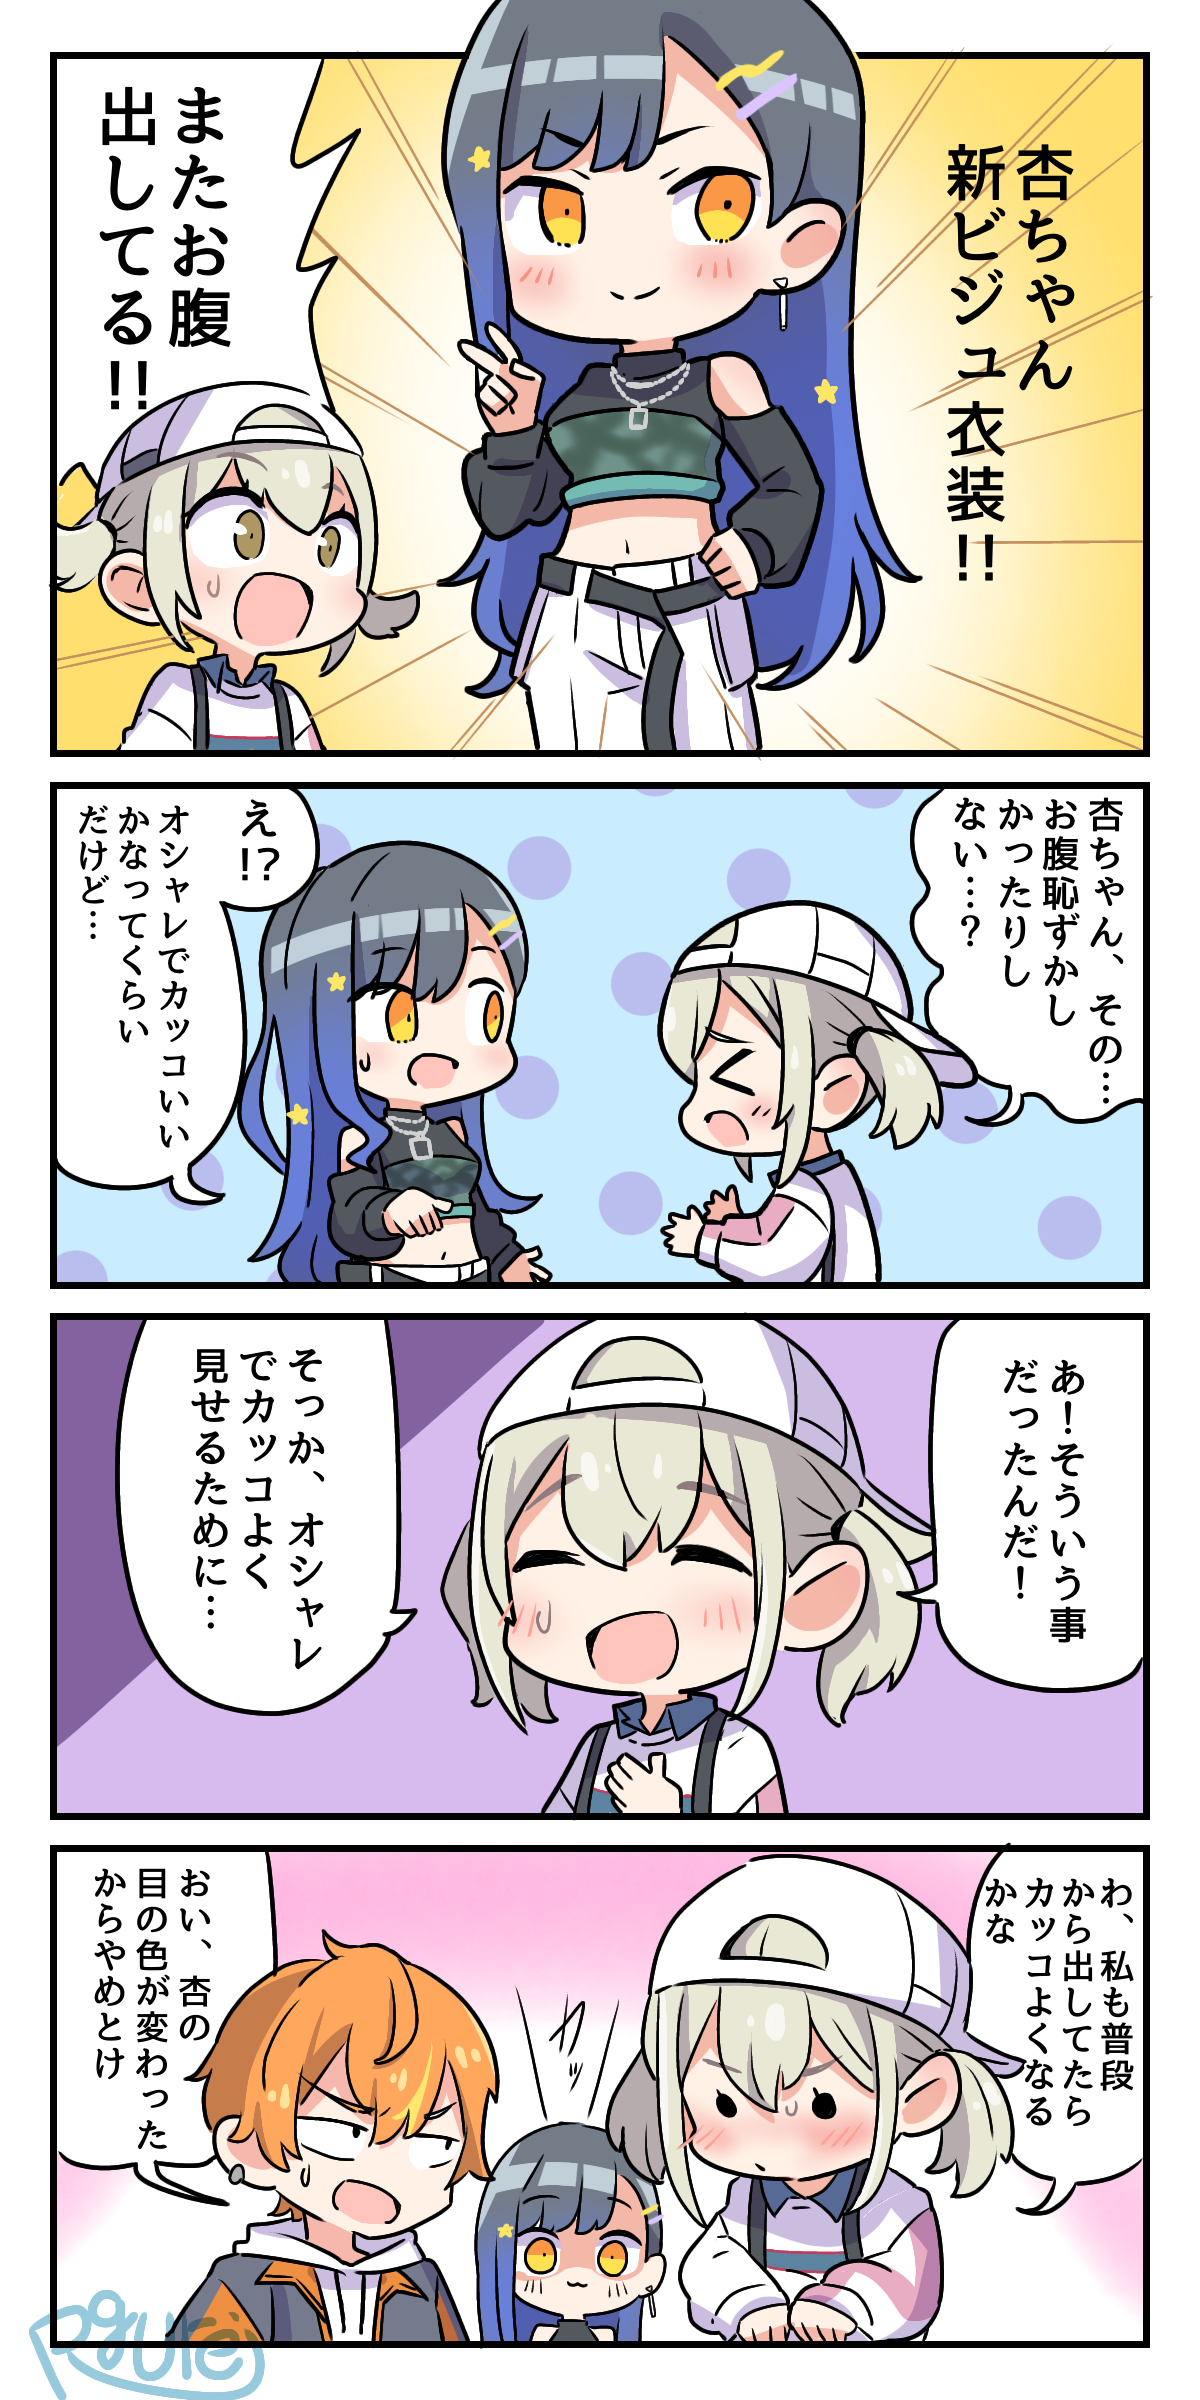 杏ちゃん
新ビジュ衣装!!
またお腹
出してる!!
杏ちゃん、その…
お腹恥ずかし
かったりし
ない…?
え!?
オシャレでカッコいい
かなってくらい
だけど…
あ!そういう事
だったんだ!
そっか、オシャレ
でカッコよく
見せるために…
わ、私も普段
から出してたら
カッコよくなる
かな
おい、杏の
目の色が変わった
からやめとけ